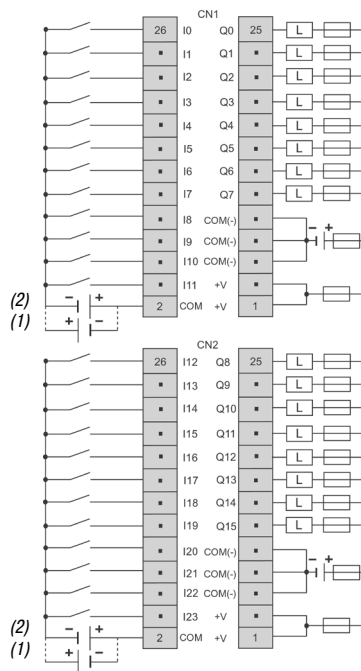 CN1
26 I0 Q0 25 L
I1 Q1 L
I2 Q2 L
I3 Q3 L
I4 Q4 L
I5 Q5 L
I6 Q6 L
I7 Q7 L
I8 COM(-)
I9 COM(-) - +
I10 COM(-)
I11 +V
(2) - + 2 COM +V 1
(1) + -
CN2
26 I12 Q8 25 L
I13 Q9 L
I14 Q10 L
I15 Q11 L
I16 Q12 L
I17 Q13 L
I18 Q14 L
I19 Q15 L
I20 COM(-)
I21 COM(-) - +
I22 COM(-)
I23 +V
(2) - + 2 COM +V 1
(1) + -